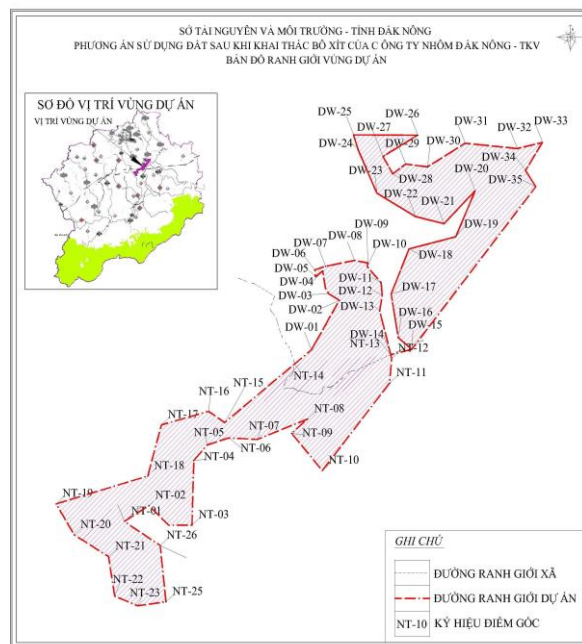 SỞ TÀI NGUYÊN VÀ MÔI TRƯỜNG - TỈNH ĐĂK NÔNG
PHƯƠNG ÁN SỬ DỤNG ĐẤT SAU KHI KHAI THÁC BÔ XÍT CỦA C ÔNG TY NHÔM ĐĂK NÔNG - TKV
BẢN ĐỒ RANH GIỚI VÙNG DỰ ÁN
SƠ ĐỒ VỊ TRÍ VÙNG DỰ ÁN
VỊ TRÍ VÙNG DỰ ÁN
DW-25
DW-26
DW-27
DW-31
DW-33
DW-24
DW-29
DW-30
DW-32
DW-34
DW-23
DW-28
DW-20
DW-35
DW-22
DW-21
DW-19
DW-09
DW-08
DW-10
DW-06
DW-07
DW-18
DW-05
DW-04
DW-11
DW-03
DW-12
DW-17
DW-02
DW-13
DW-16
DW-01
DW-14
DW-15
NT-13
NT-12
NT-14
NT-11
NT-16
NT-15
NT-17
NT-08
NT-05
NT-07
NT-09
NT-06
NT-18
NT-04
NT-10
NT-19
NT-02
NT-01
NT-03
NT-20
NT-26
NT-21
NT-22
NT-23
NT-25
GHI CHÚ
ĐƯỜNG RANH GIỚI XÃ
ĐƯỜNG RANH GIỚI DỰ ÁN
NT-10 KÝ HIỆU ĐIỂM GÓC